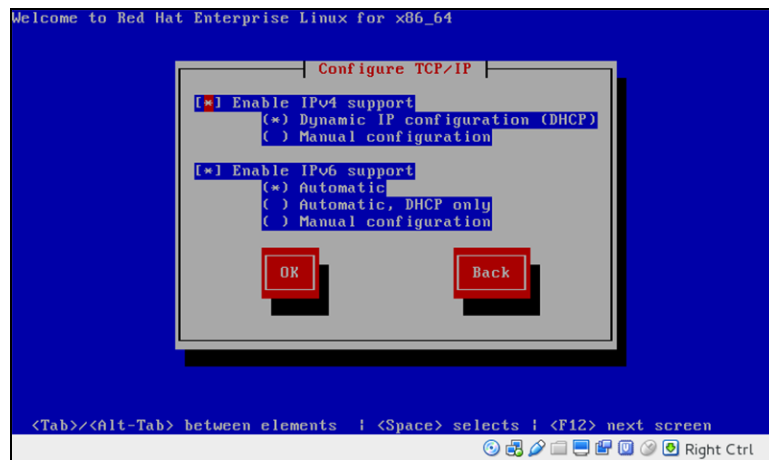 Welcome to Red Hat Enterprise Linux for x86_64
Configure TCP/IP
[*] Enable IPv4 support
(*) Dynamic IP configuration (DHCP)
( ) Manual configuration
[*] Enable IPv6 support
(*) Automatic
( ) Automatic, DHCP only
( ) Manual configuration
OK Back
<Tab>/<Alt-Tab> between elements | <Space> selects | <F12> next screen
Right Ctrl